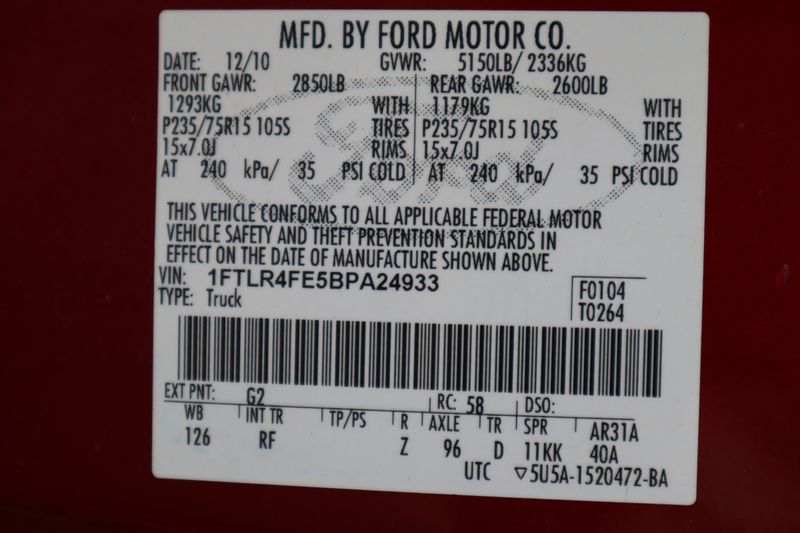 MFD. BY FORD MOTOR CO.
DATE: 12/10 GVWR: 5150LB/ 2336KG
FRONT GAWR: 2850LB REAR GAWR: 2600LB
1293KG WITH 1179KG WITH
P235/75R15 105S TIRES P235/75R15 105S TIRES
15x7.0J RIMS 15x7.0J RIMS
AT 240 kPa/ 35 PSI COLD AT 240 kPa/ 35 PSI COLD
Ford
THIS VEHICLE CONFORMS TO ALL APPLICABLE FEDERAL MOTOR
VEHICLE SAFETY AND THEFT PREVENTION STANDARDS IN
EFFECT ON THE DATE OF MANUFACTURE SHOWN ABOVE.
VIN: 1FTLR4FE5BPA24933
TYPE: Truck
F0104
T0264
EXT PNT: G2 RC: 58 DSO:
WB INT TR TP/PS R AXLE TR SPR AR31A
126 RF Z 96 D 11KK 40A
UTC ▽5U5A-1520472-BA